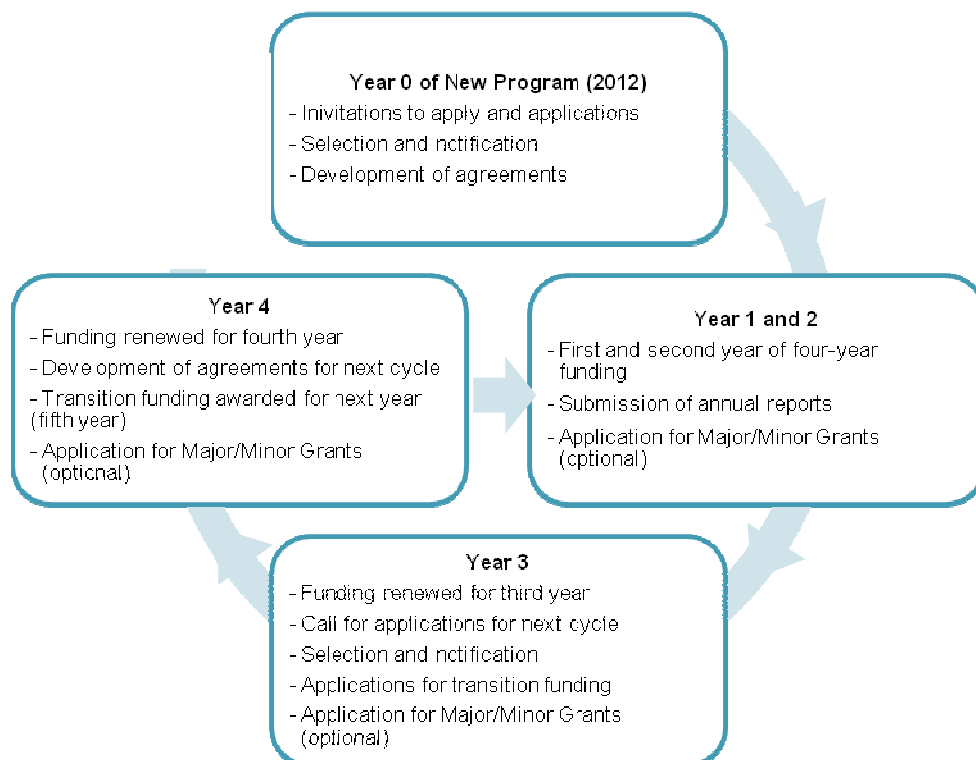 Year 0 of New Program (2012)
- Inivitations to apply and applications
- Selection and notification
- Development of agreements
Year 4
- Funding renewed for fourth year
- Development of agreements for next cycle
- Transition funding awarded for next year
(fifth year)
- Application for Major/Minor Grants
(optional)
Year 1 and 2
- First and second year of four-year
funding
- Submission of annual reports
- Application for Major/Minor Grants
(optional)
Year 3
- Funding renewed for third year
- Call for applications for next cycle
- Selection and notification
- Applications for transition funding
- Application for Major/Minor Grants
(optional)